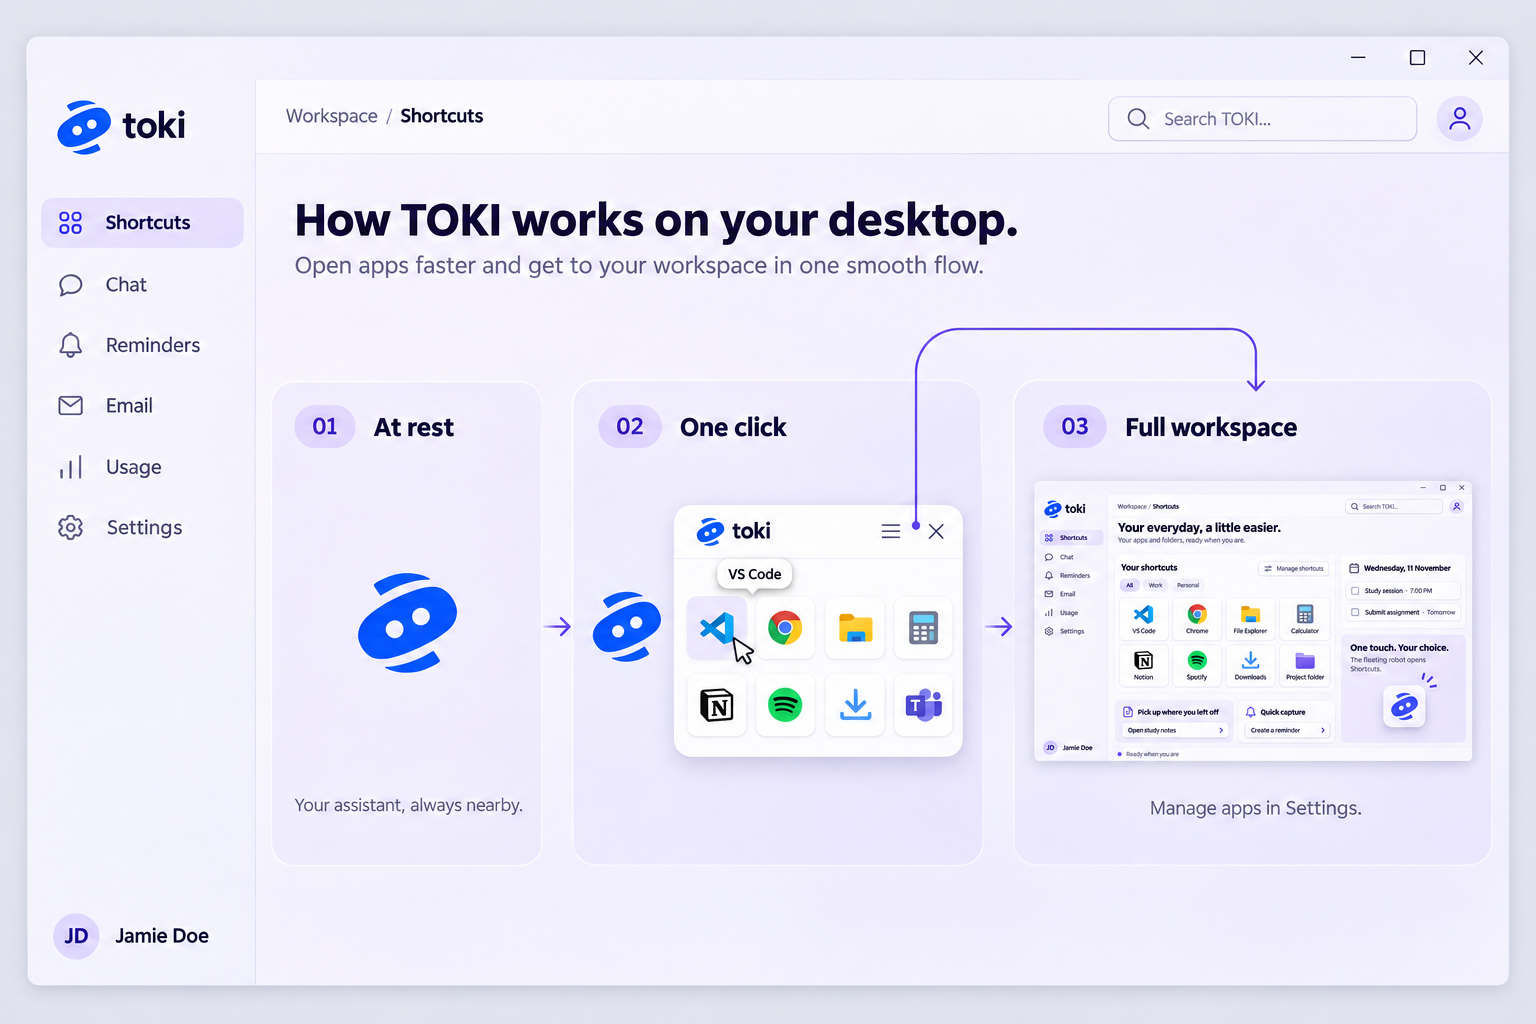 toki
Workspace / Shortcuts
Search TOKI...
Shortcuts
Chat
Reminders
Email
Usage
Settings
JD
Jamie Doe
How TOKI works on your desktop.
Open apps faster and get to your workspace in one smooth flow.
01
At rest
Your assistant, always nearby.
02
One click
toki
VS Code
N
T
03
Full workspace
toki
Workspace / Shortcuts
Search TOKI...
Shortcuts
Chat
Reminders
Email
Usage
Settings
JD
Jamie Doe
Your everyday, a little easier.
Your apps and folders, ready when you are.
Your shortcuts
Manage shortcuts
All
Work
Personal
VS Code
Chrome
File Explorer
Calculator
N
Notion
Spotify
Downloads
Project folder
Pick up where you left off
Open study notes
Quick capture
Create a reminder
Wednesday, 11 November
Study session · 7:00 PM
Submit assignment · Tomorrow
One touch. Your choice.
The floating robot opens
Shortcuts.
Ready when you are
Manage apps in Settings.